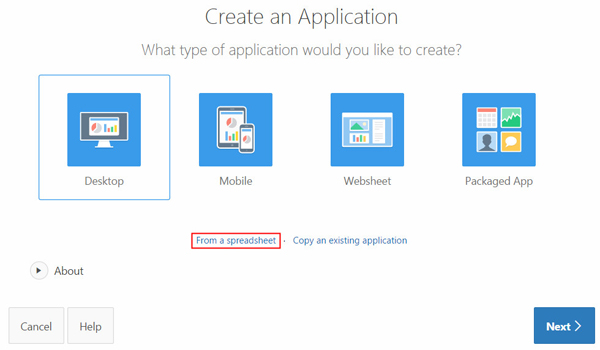 Create an Application
What type of application would you like to create?
Desktop Mobile Websheet Packaged App
From a spreadsheet · Copy an existing application
About
Cancel Help Next